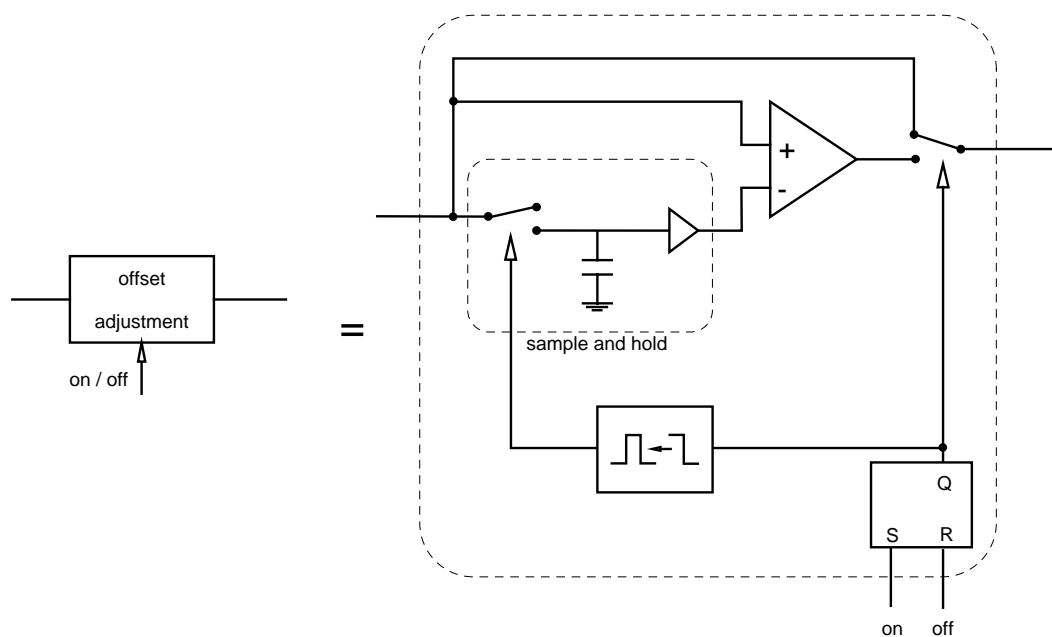 offset
adjustment
on / off
=
+
-
sample and hold
Q
S R
on off